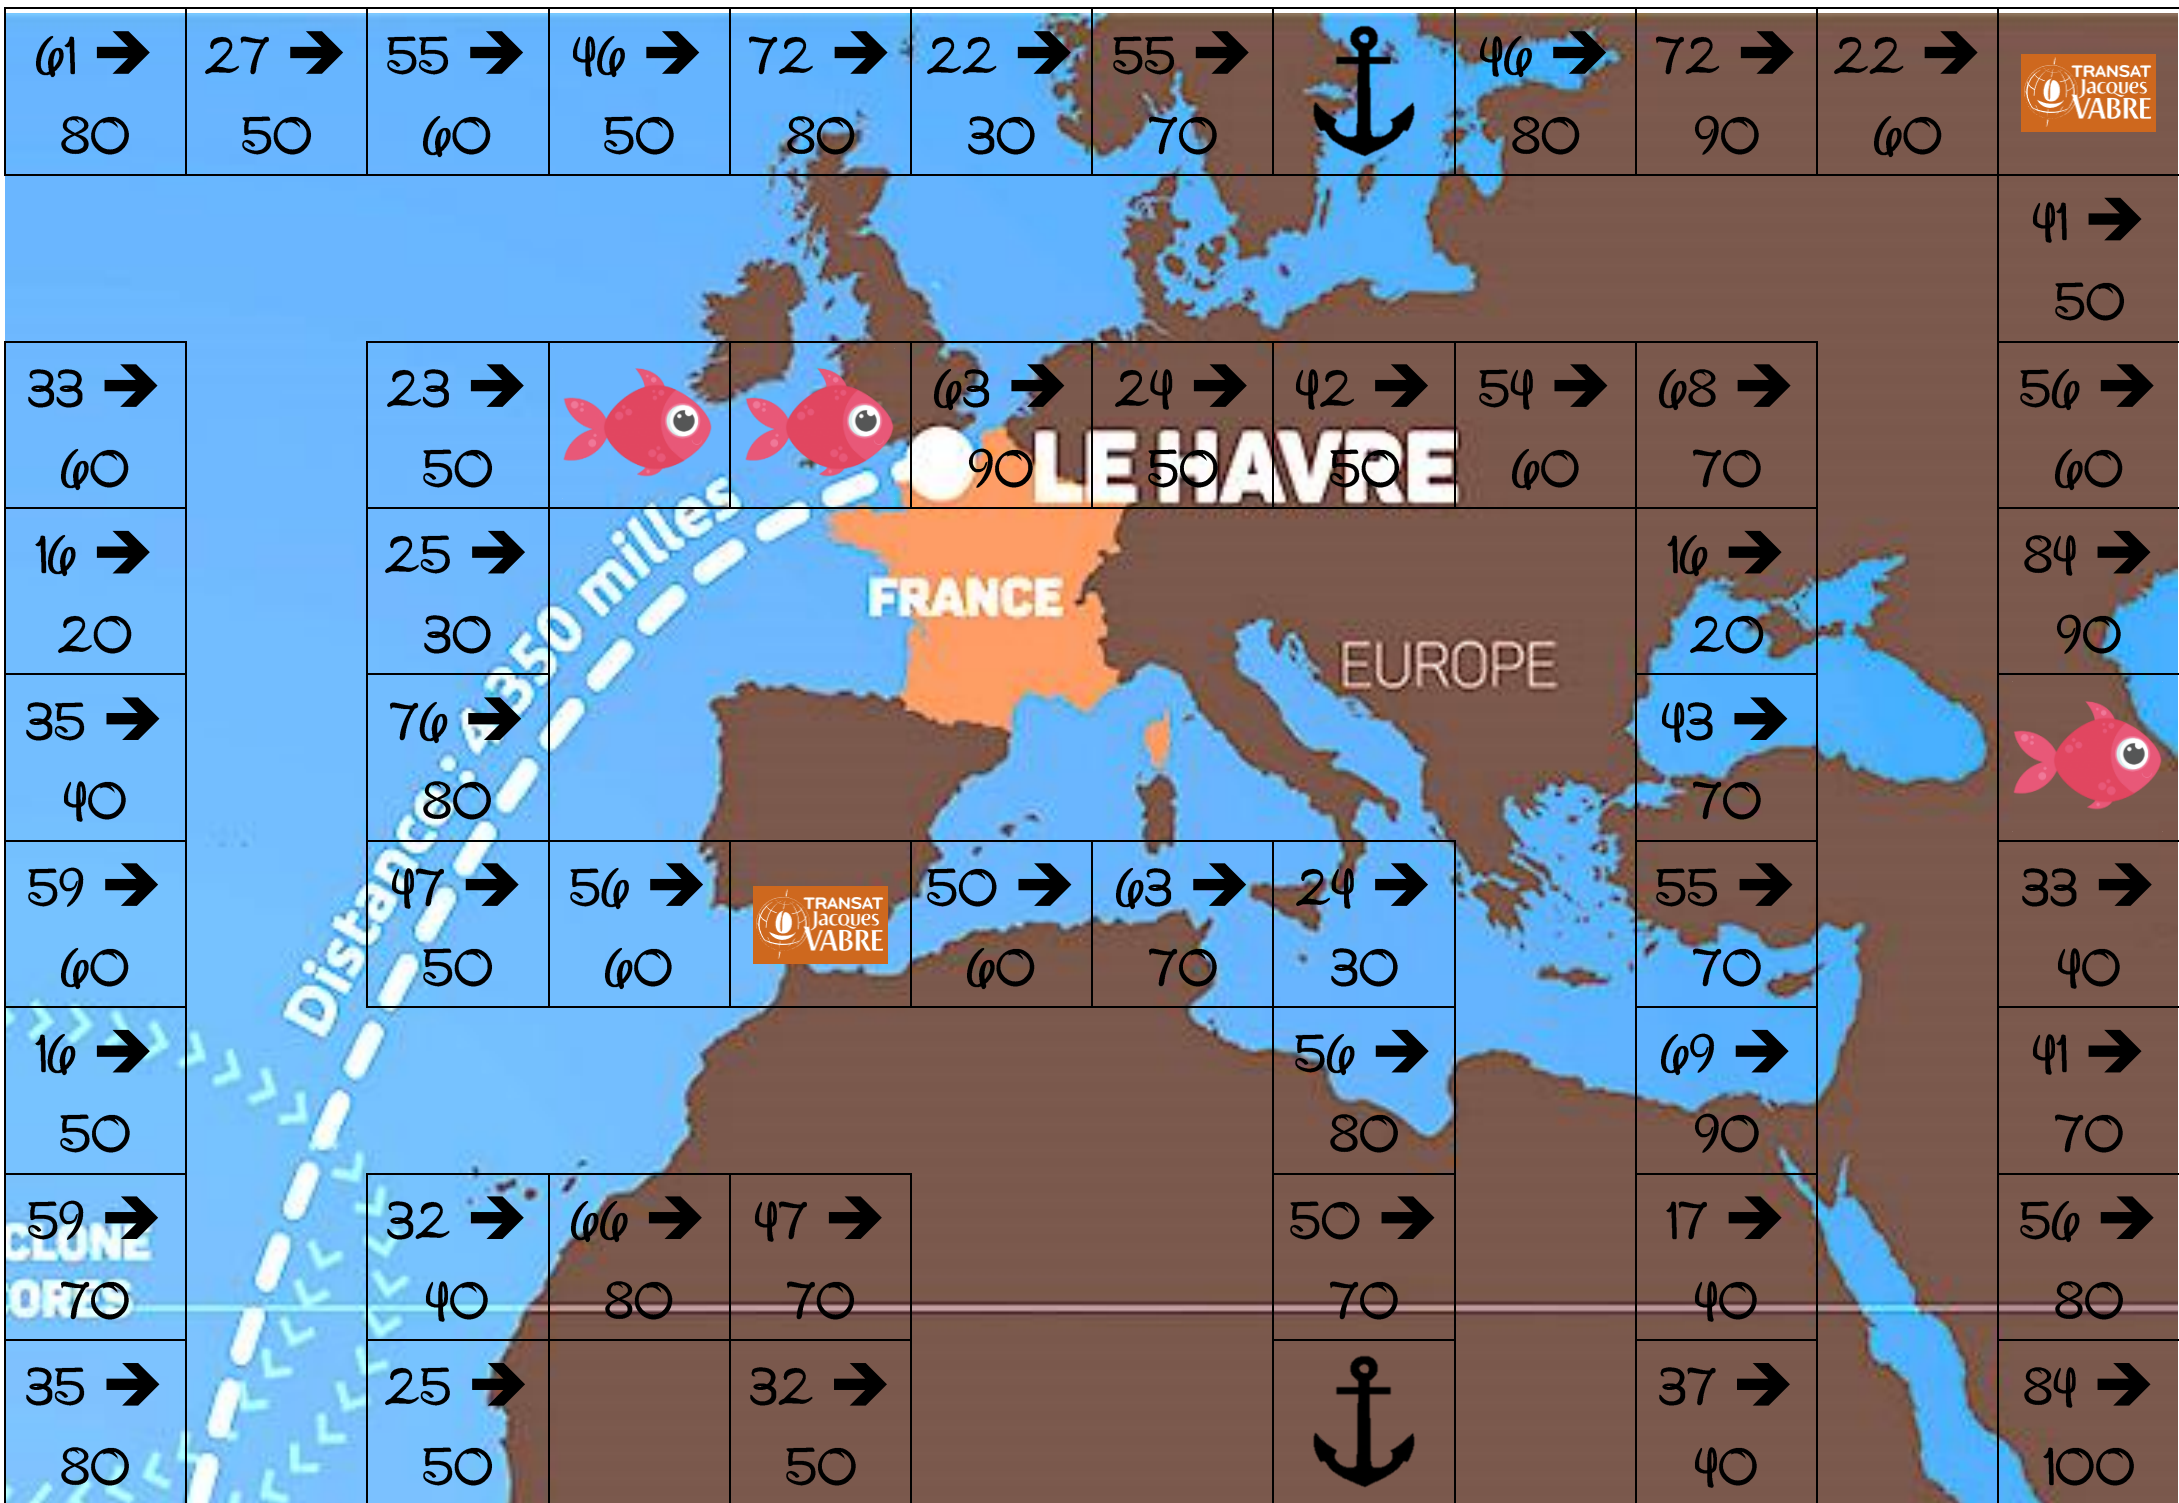 61 ➔ 27 ➔ 55 ➔ 46 ➔ 72 ➔ 22 ➔ 55 ➔ 46 ➔ 72 ➔ 22 ➔ TRANSAT
Jacques
VABRE
80 50 60 50 80 30 70 80 90 60
41 ➔
50
33 ➔ 23 ➔ 63 ➔ 24 ➔ 42 ➔ 54 ➔ 68 ➔ 56 ➔
LE HAVRE
60 50 90 50 50 60 70 60
16 ➔ 25 ➔ 16 ➔ 84 ➔
FRANCE
20 30 20 90
EUROPE
Distance : 4350 milles
35 ➔ 76 ➔ 43 ➔
40 80 70
59 ➔ 47 ➔ 56 ➔ TRANSAT
Jacques
VABRE
50 ➔ 63 ➔ 24 ➔ 55 ➔ 33 ➔
60 50 60 60 70 30 70 40
16 ➔ 56 ➔ 69 ➔ 41 ➔
50 80 90 70
59 ➔ 32 ➔ 66 ➔ 47 ➔ 50 ➔ 17 ➔ 56 ➔
CLONE
ORES
70 40 80 70 70 40 80
35 ➔ 25 ➔ 32 ➔ 37 ➔ 84 ➔
80 50 50 40 100